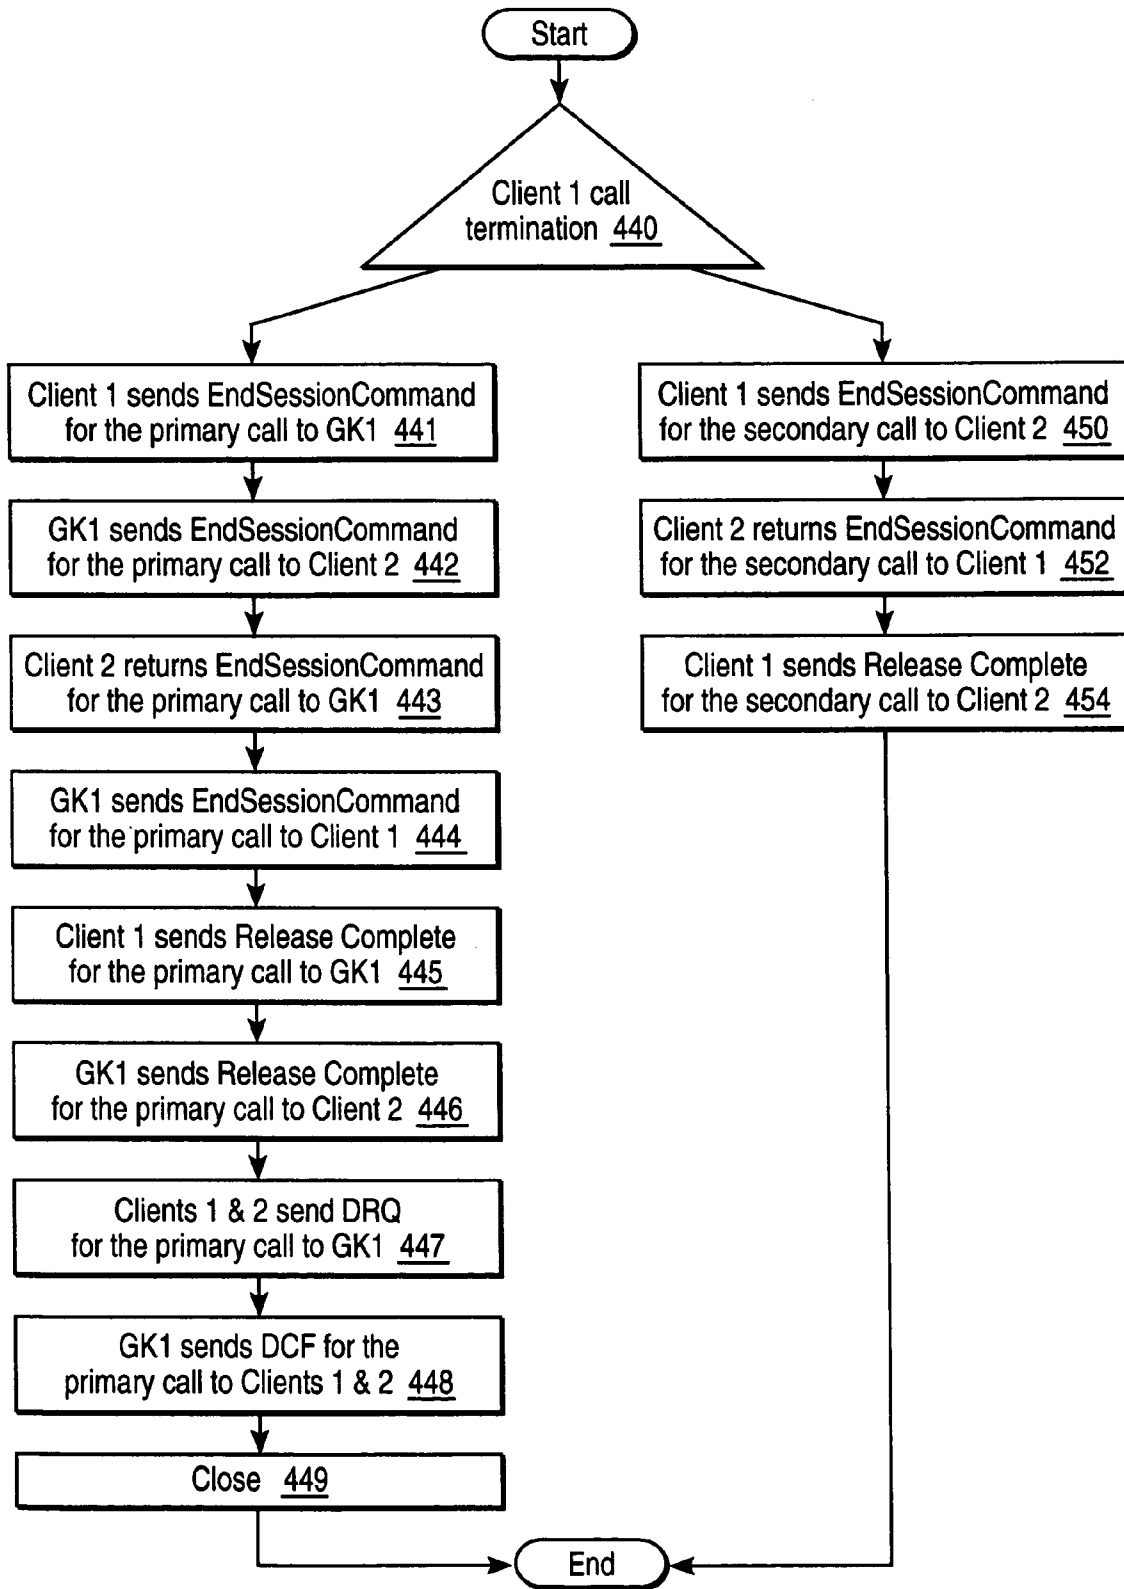 Start
Client 1 call
termination 440
Client 1 sends EndSessionCommand
for the primary call to GK1 441
GK1 sends EndSessionCommand
for the primary call to Client 2 442
Client 2 returns EndSessionCommand
for the primary call to GK1 443
GK1 sends EndSessionCommand
for the primary call to Client 1 444
Client 1 sends Release Complete
for the primary call to GK1 445
GK1 sends Release Complete
for the primary call to Client 2 446
Clients 1 & 2 send DRQ
for the primary call to GK1 447
GK1 sends DCF for the
primary call to Clients 1 & 2 448
Close 449
Client 1 sends EndSessionCommand
for the secondary call to Client 2 450
Client 2 returns EndSessionCommand
for the secondary call to Client 1 452
Client 1 sends Release Complete
for the secondary call to Client 2 454
End